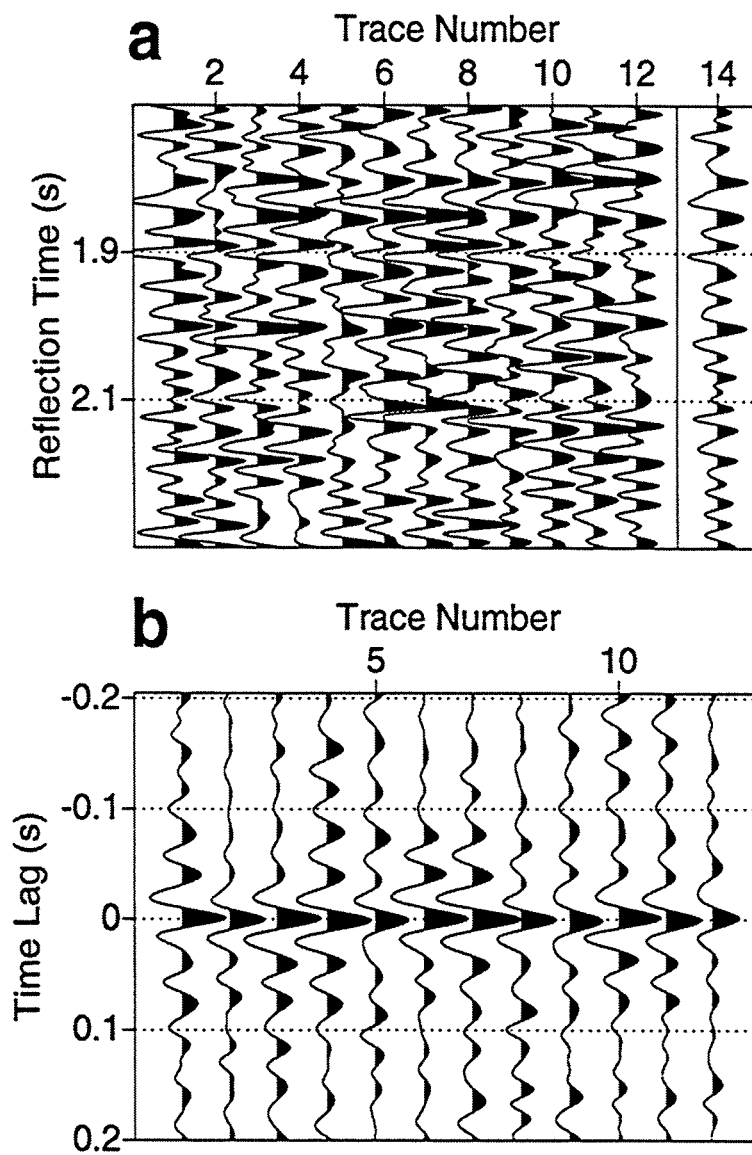 a
Trace Number
2 4 6 8 10 12 14
Reflection Time (s)
1.9
2.1
b
Trace Number
5 10
Time Lag (s)
-0.2
-0.1
0
0.1
0.2